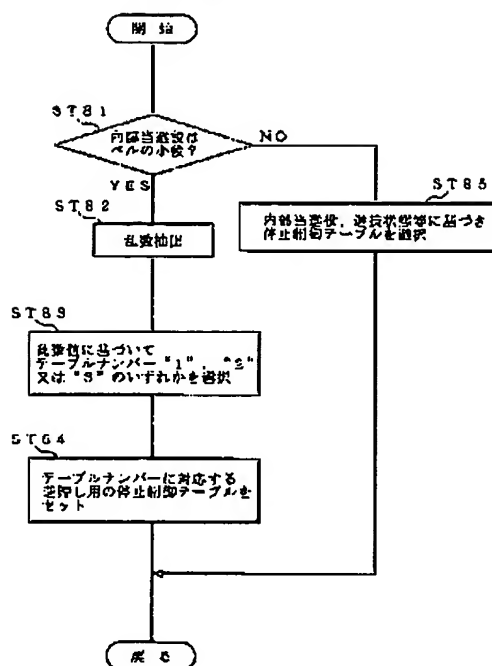 開始
ST81
内部当選役は
ベルの小役？
NO
YES
ST82
乱数抽出
ST85
内部当選役、遊技状態等に基づき
停止制御テーブルを選択
ST83
乱数値に基づいて
テーブルナンバー"1"、"2"
又は"3"のいずれかを選択
ST84
テーブルナンバーに対応する
逆押し用の停止制御テーブルを
セット
戻る